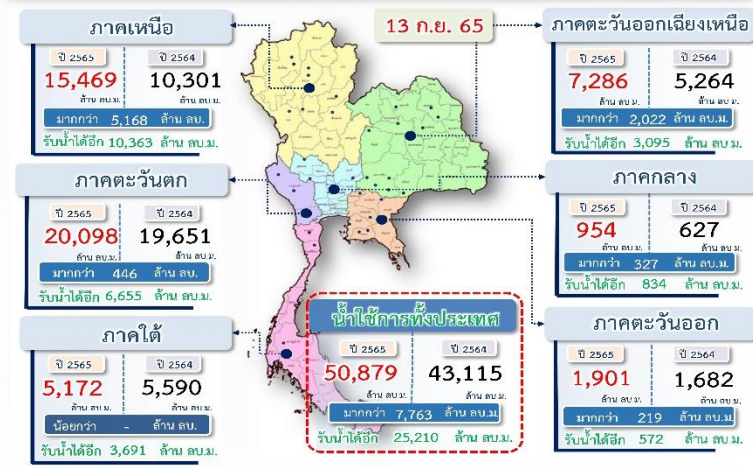 13 ก.ย. 65
ภาคเหนือ
ปี 2565 ปี 2564
15,469 10,301
ล้าน ลบ.ม. ล้าน ลบ.ม.
มากกว่า 5,168 ล้าน ลบ.
รับน้ำได้อีก 10,363 ล้าน ลบ.ม.
ภาคตะวันออกเฉียงเหนือ
ปี 2565 ปี 2564
7,286 5,264
ล้าน ลบ.ม. ล้าน ลบ.ม.
มากกว่า 2,022 ล้าน ลบ.ม.
รับน้ำได้อีก 3,095 ล้าน ลบ.ม.
ภาคตะวันตก
ปี 2565 ปี 2564
20,098 19,651
ล้าน ลบ.ม. ล้าน ลบ.ม.
มากกว่า 446 ล้าน ลบ.
รับน้ำได้อีก 6,655 ล้าน ลบ.ม.
ภาคกลาง
ปี 2565 ปี 2564
954 627
ล้าน ลบ.ม. ล้าน ลบ.ม.
มากกว่า 327 ล้าน ลบ.ม.
รับน้ำได้อีก 834 ล้าน ลบ.ม.
ภาคใต้
ปี 2565 ปี 2564
5,172 5,590
ล้าน ลบ.ม. ล้าน ลบ.ม.
น้อยกว่า - ล้าน ลบ.
รับน้ำได้อีก 3,691 ล้าน ลบ.ม.
น้ำใช้การทั้งประเทศ
ปี 2565 ปี 2564
50,879 43,115
ล้าน ลบ.ม. ล้าน ลบ.ม.
มากกว่า 7,763 ล้าน ลบ.ม.
รับน้ำได้อีก 25,210 ล้าน ลบ.ม.
ภาคตะวันออก
ปี 2565 ปี 2564
1,901 1,682
ล้าน ลบ.ม. ล้าน ลบ.ม.
มากกว่า 219 ล้าน ลบ.ม.
รับน้ำได้อีก 572 ล้าน ลบ.ม.